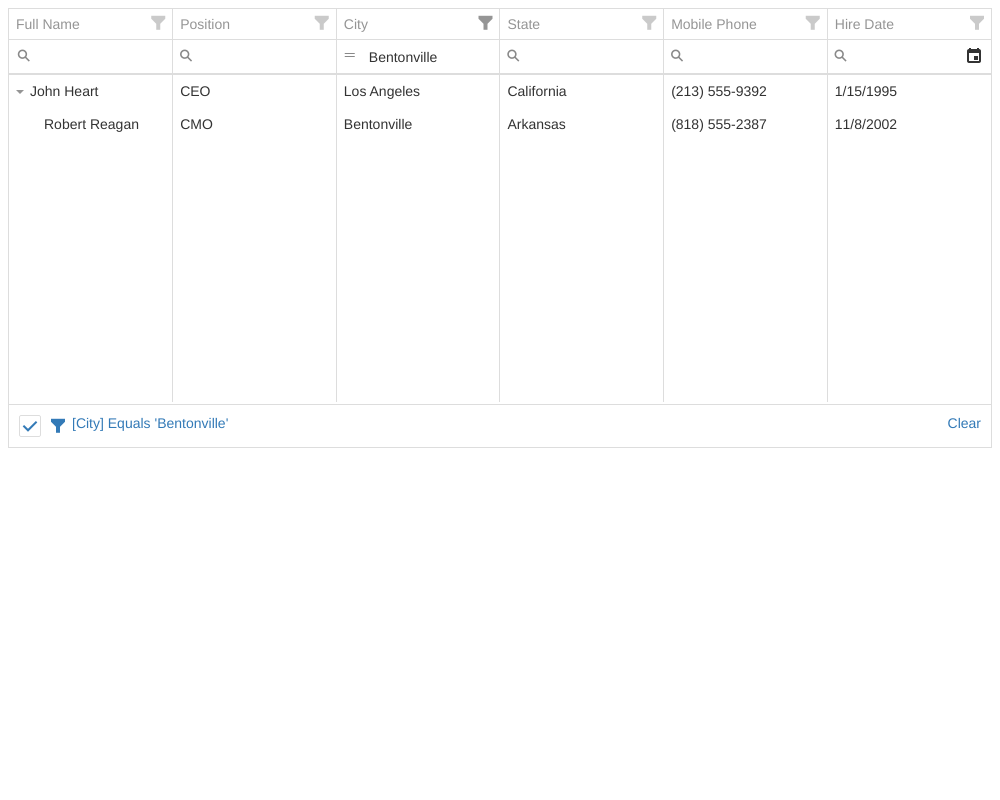 Full Name Position City State Mobile Phone Hire Date
Bentonville
John Heart CEO Los Angeles California (213) 555-9392 1/15/1995
Robert Reagan CMO Bentonville Arkansas (818) 555-2387 11/8/2002
[City] Equals 'Bentonville' Clear